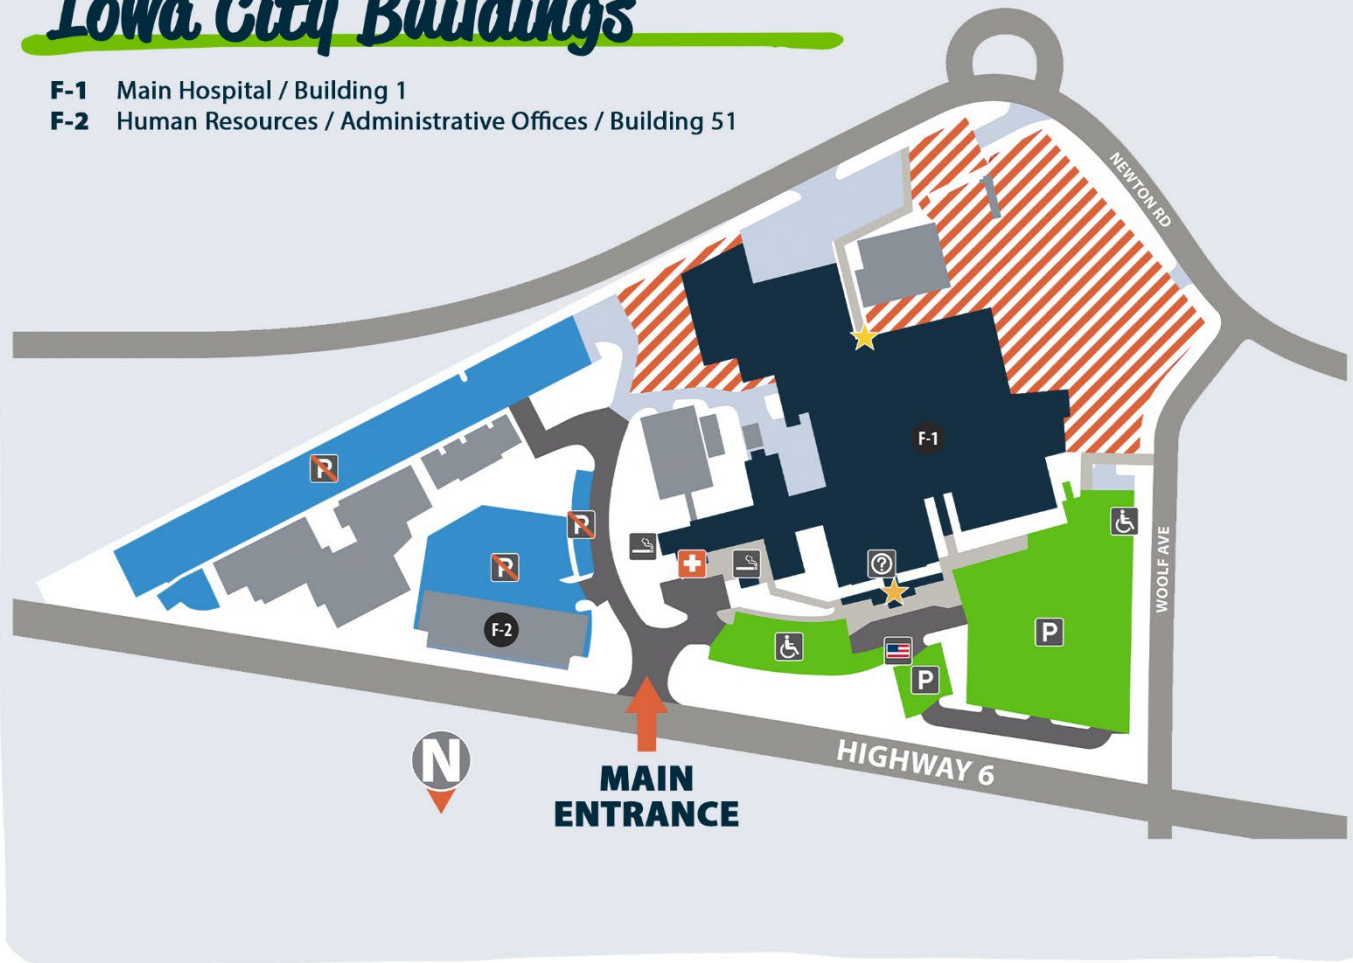 Iowa City Buildings
F-1 Main Hospital / Building 1
F-2 Human Resources / Administrative Offices / Building 51
NEWTON RD
F-1
P
P
P
WOOLF AVE
?
F-2
P
P
HIGHWAY 6
N
MAIN
ENTRANCE